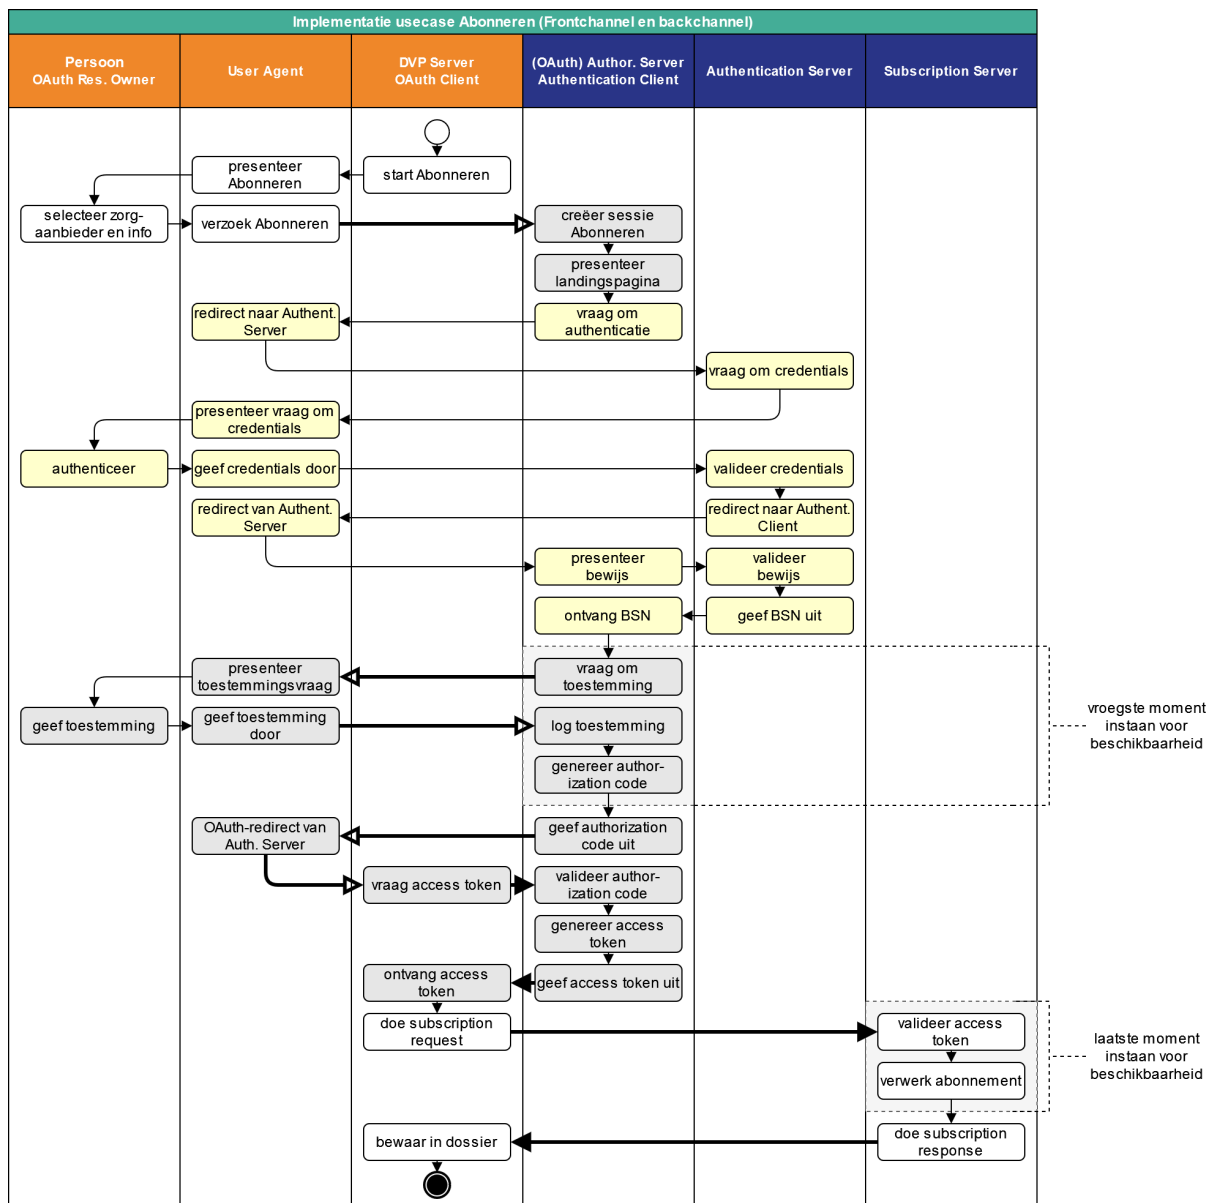 Implementatie usecase Abonneren (Frontchannel en backchannel)
Persoon
OAuth Res. Owner
User Agent
DVP Server
OAuth Client
(OAuth) Author. Server
Authentication Client
Authentication Server
Subscription Server
presenteer
Abonneren
start Abonneren
selecteer zorg-
aanbieder en info
verzoek Abonneren
creëer sessie
Abonneren
presenteer
landingspagina
redirect naar Authent.
Server
vraag om
authenticatie
vraag om credentials
presenteer vraag om
credentials
authenticeer
geef credentials door
valideer credentials
redirect van Authent.
Server
redirect naar Authent.
Client
presenteer
bewijs
valideer
bewijs
ontvang BSN
geef BSN uit
presenteer
toestemmingsvraag
vraag om
toestemming
geef toestemming
geef toestemming
door
log toestemming
vroegste moment
instaan voor
beschikbaarheid
genereer author-
ization code
OAuth-redirect van
Auth. Server
geef authorization
code uit
vraag access token
valideer author-
ization code
genereer access
token
ontvang access
token
geef access token uit
doe subscription
request
valideer access
token
laatste moment
instaan voor
beschikbaarheid
verwerk abonnement
bewaar in dossier
doe subscription
response